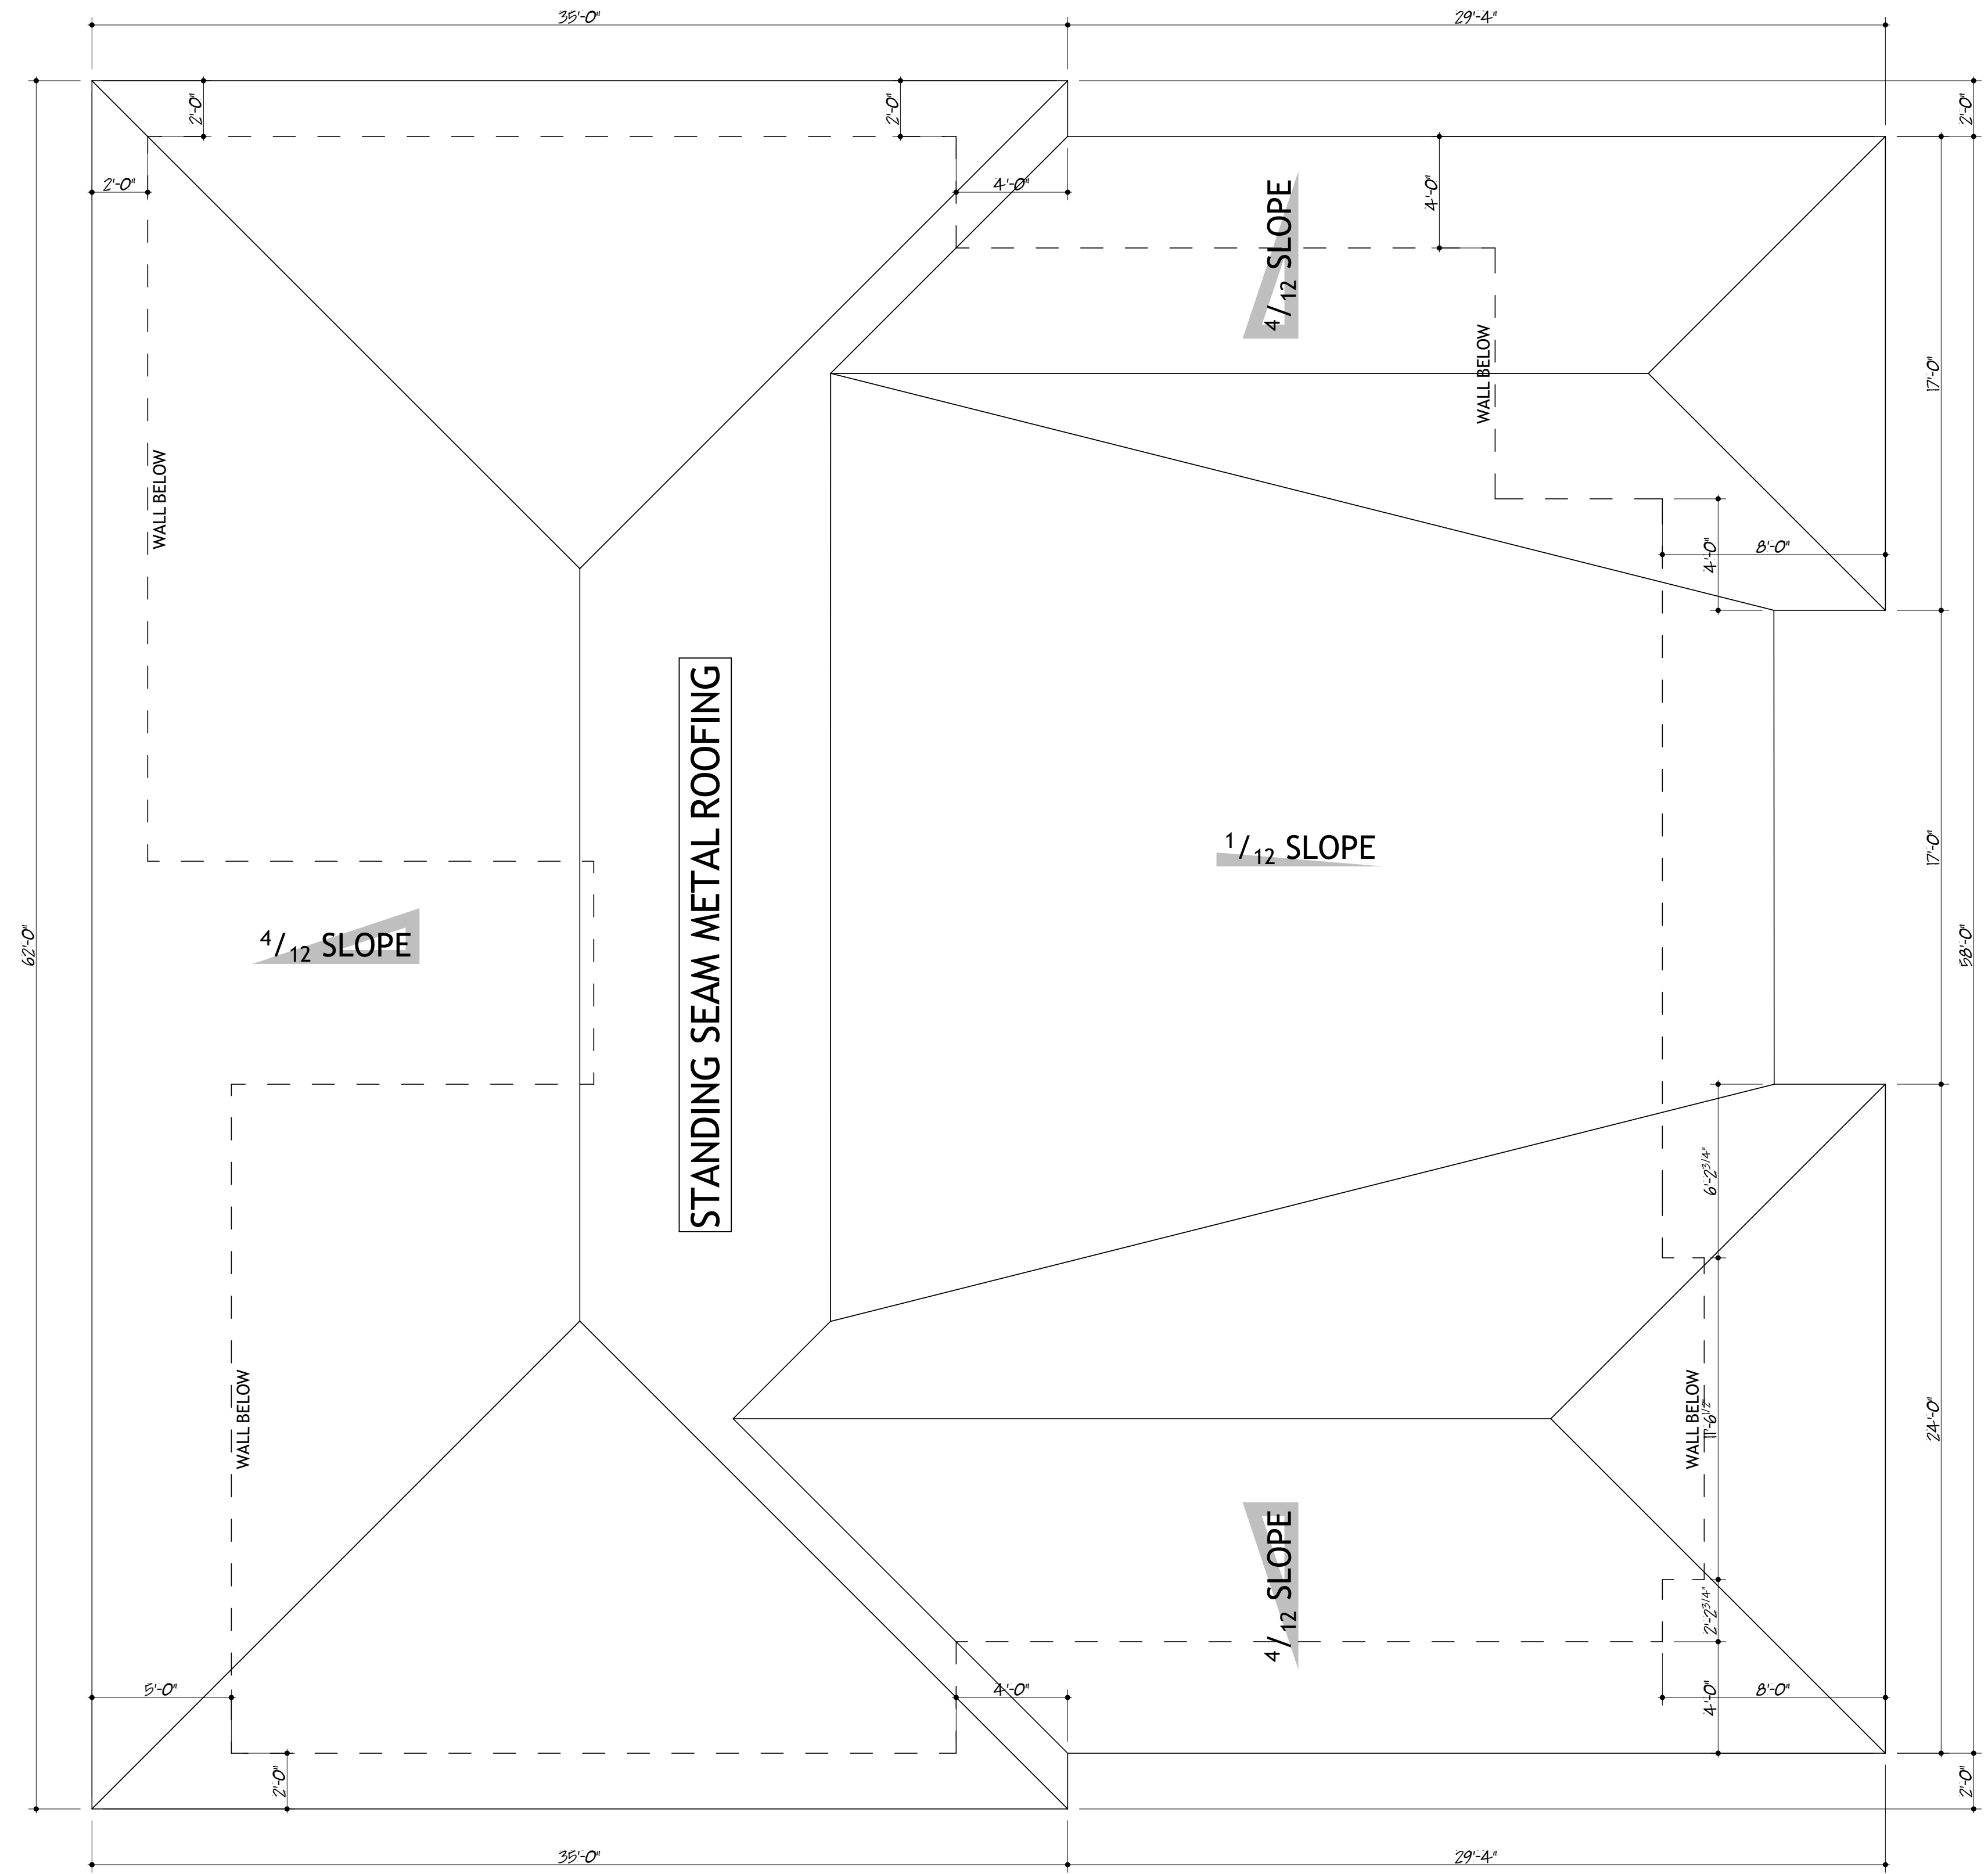 35'-0"
29'-4"
2'-0"
2'-0"
2'-0"
2'-0"
4'-0"
4'-0"
4/12 SLOPE
WALL BELOW
17'-0"
WALL BELOW
4'-0"
8'-0"
STANDING SEAM METAL ROOFING
1/12 SLOPE
17'-0"
4/12 SLOPE
62'-0"
58'-0"
6'-2 3/4"
WALL BELOW
WALL BELOW
11'-6 1/2"
24'-0"
4/12 SLOPE
2'-2 3/4"
5'-0"
4'-0"
4'-0"
8'-0"
2'-0"
2'-0"
35'-0"
29'-4"